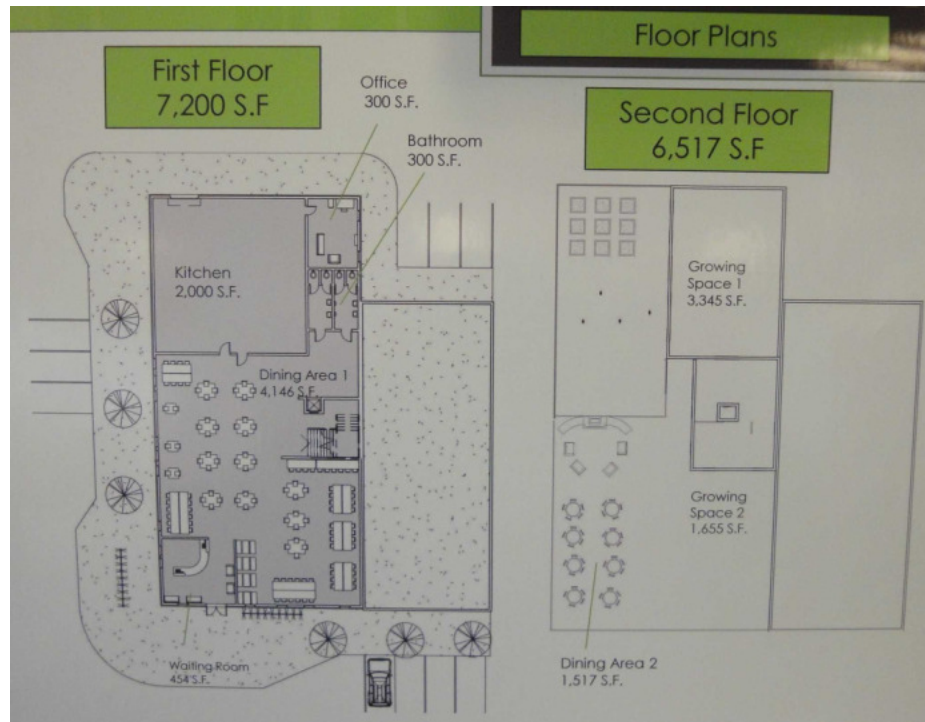 Floor Plans
First Floor
7,200 S.F
Office
300 S.F.
Bathroom
300 S.F.
Kitchen
2,000 S.F.
Dining Area 1
4,146 S.F.
Waiting Room
454 S.F.
Second Floor
6,517 S.F
Growing
Space 1
3,345 S.F.
Growing
Space 2
1,655 S.F.
Dining Area 2
1,517 S.F.